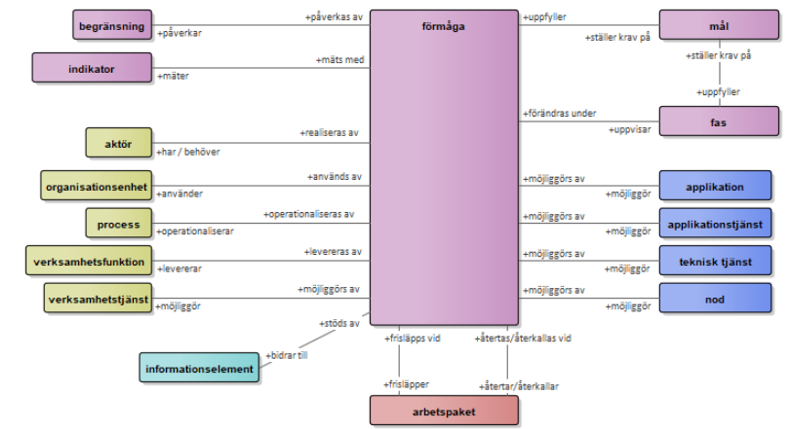 begränsning
+påverkas av
+påverkar
förmåga
+uppfyller
mål
+ställer krav på
indikator
+mäts med
+mäter
+ställer krav på
+uppfyller
aktör
+realiseras av
+har / behöver
+förändras under
+uppvisar
fas
organisationsenhet
+används av
+använder
+möjliggörs av
+möjliggör
applikation
process
+operationaliseras av
+operationaliserar
+möjliggörs av
+möjliggör
applikationstjänst
verksamhetsfunktion
+levereras av
+levererar
+möjliggörs av
+möjliggör
teknisk tjänst
verksamhetstjänst
+möjliggörs av
+möjliggör
+möjliggörs av
+möjliggör
nod
+stöds av
+bidrar till
informationselement
+frisläpps vid
+återtas/återkallas vid
+frisläpper
+återtar/återkallar
arbetspaket